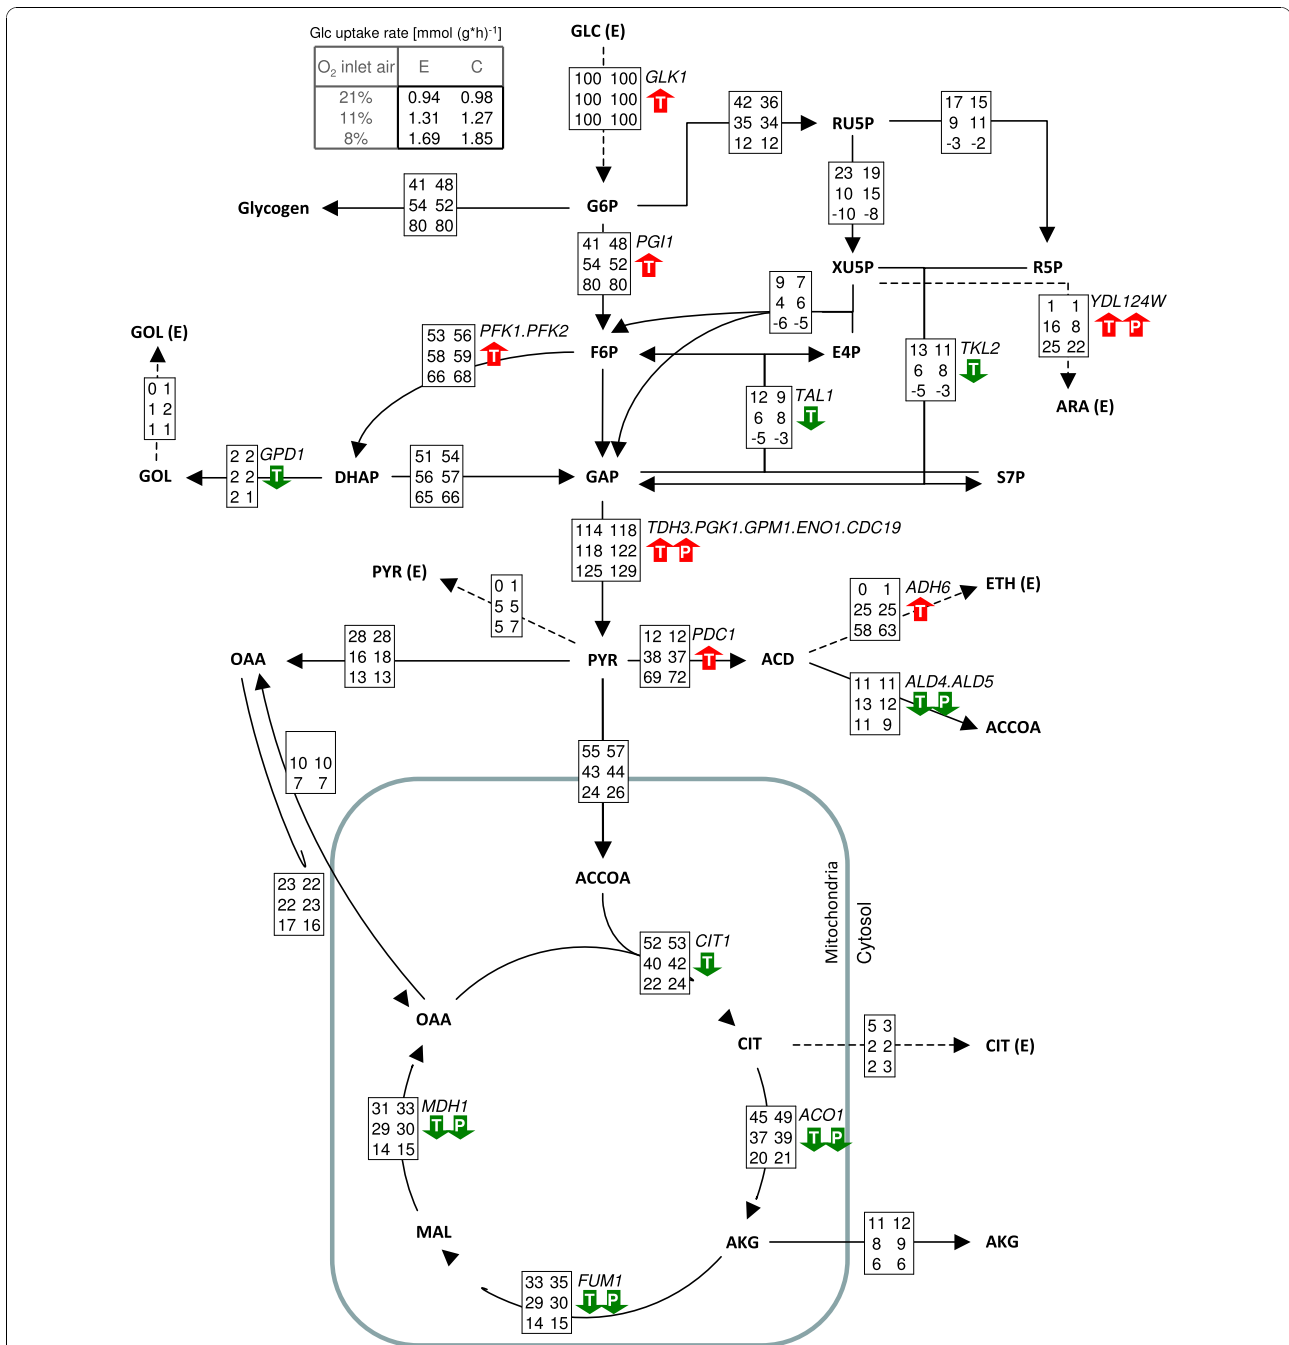 Glc uptake rate [mmol (g*h)-1]
O2 inlet air E C
21% 0.94 0.98
11% 1.31 1.27
8% 1.69 1.85
GLC (E)
100 100
100 100
100 100
GLK1
T
42 36
35 34
12 12
RU5P
17 15
9 11
-3 -2
23 19
10 15
-10 -8
Glycogen
41 48
54 52
80 80
G6P
41 48
54 52
80 80
PGI1
T
XU5P
R5P
9 7
4 6
-6 -5
1 1
16 8
25 22
YDL124W
T P
GOL (E)
53 56
58 59
66 68
PFK1.PFK2
T
F6P
E4P
13 11
6 8
-5 -3
TKL2
T
ARA (E)
0 1
1 2
1 1
12 9
6 8
-5 -3
TAL1
T
GOL
2 2
2 2
2 1
GPD1
T
DHAP
51 54
56 57
65 66
GAP
S7P
114 118
118 122
125 129
TDH3.PGK1.GPM1.ENO1.CDC19
T P
PYR (E)
0 1
5 5
5 7
0 1
25 25
58 63
ADH6
T
ETH (E)
OAA
28 28
16 18
13 13
PYR
12 12
38 37
69 72
PDC1
T
ACD
11 11
13 12
11 9
ALD4.ALD5
T P
ACCOA
10 10
7 7
55 57
43 44
24 26
ACCOA
23 22
22 23
17 16
Mitochondria
Cytosol
52 53
40 42
22 24
CIT1
T
OAA
CIT
5 3
2 2
2 3
CIT (E)
31 33
29 30
14 15
MDH1
T P
45 49
37 39
20 21
ACO1
T P
MAL
AKG
11 12
8 9
6 6
AKG
33 35
29 30
14 15
FUM1
T P